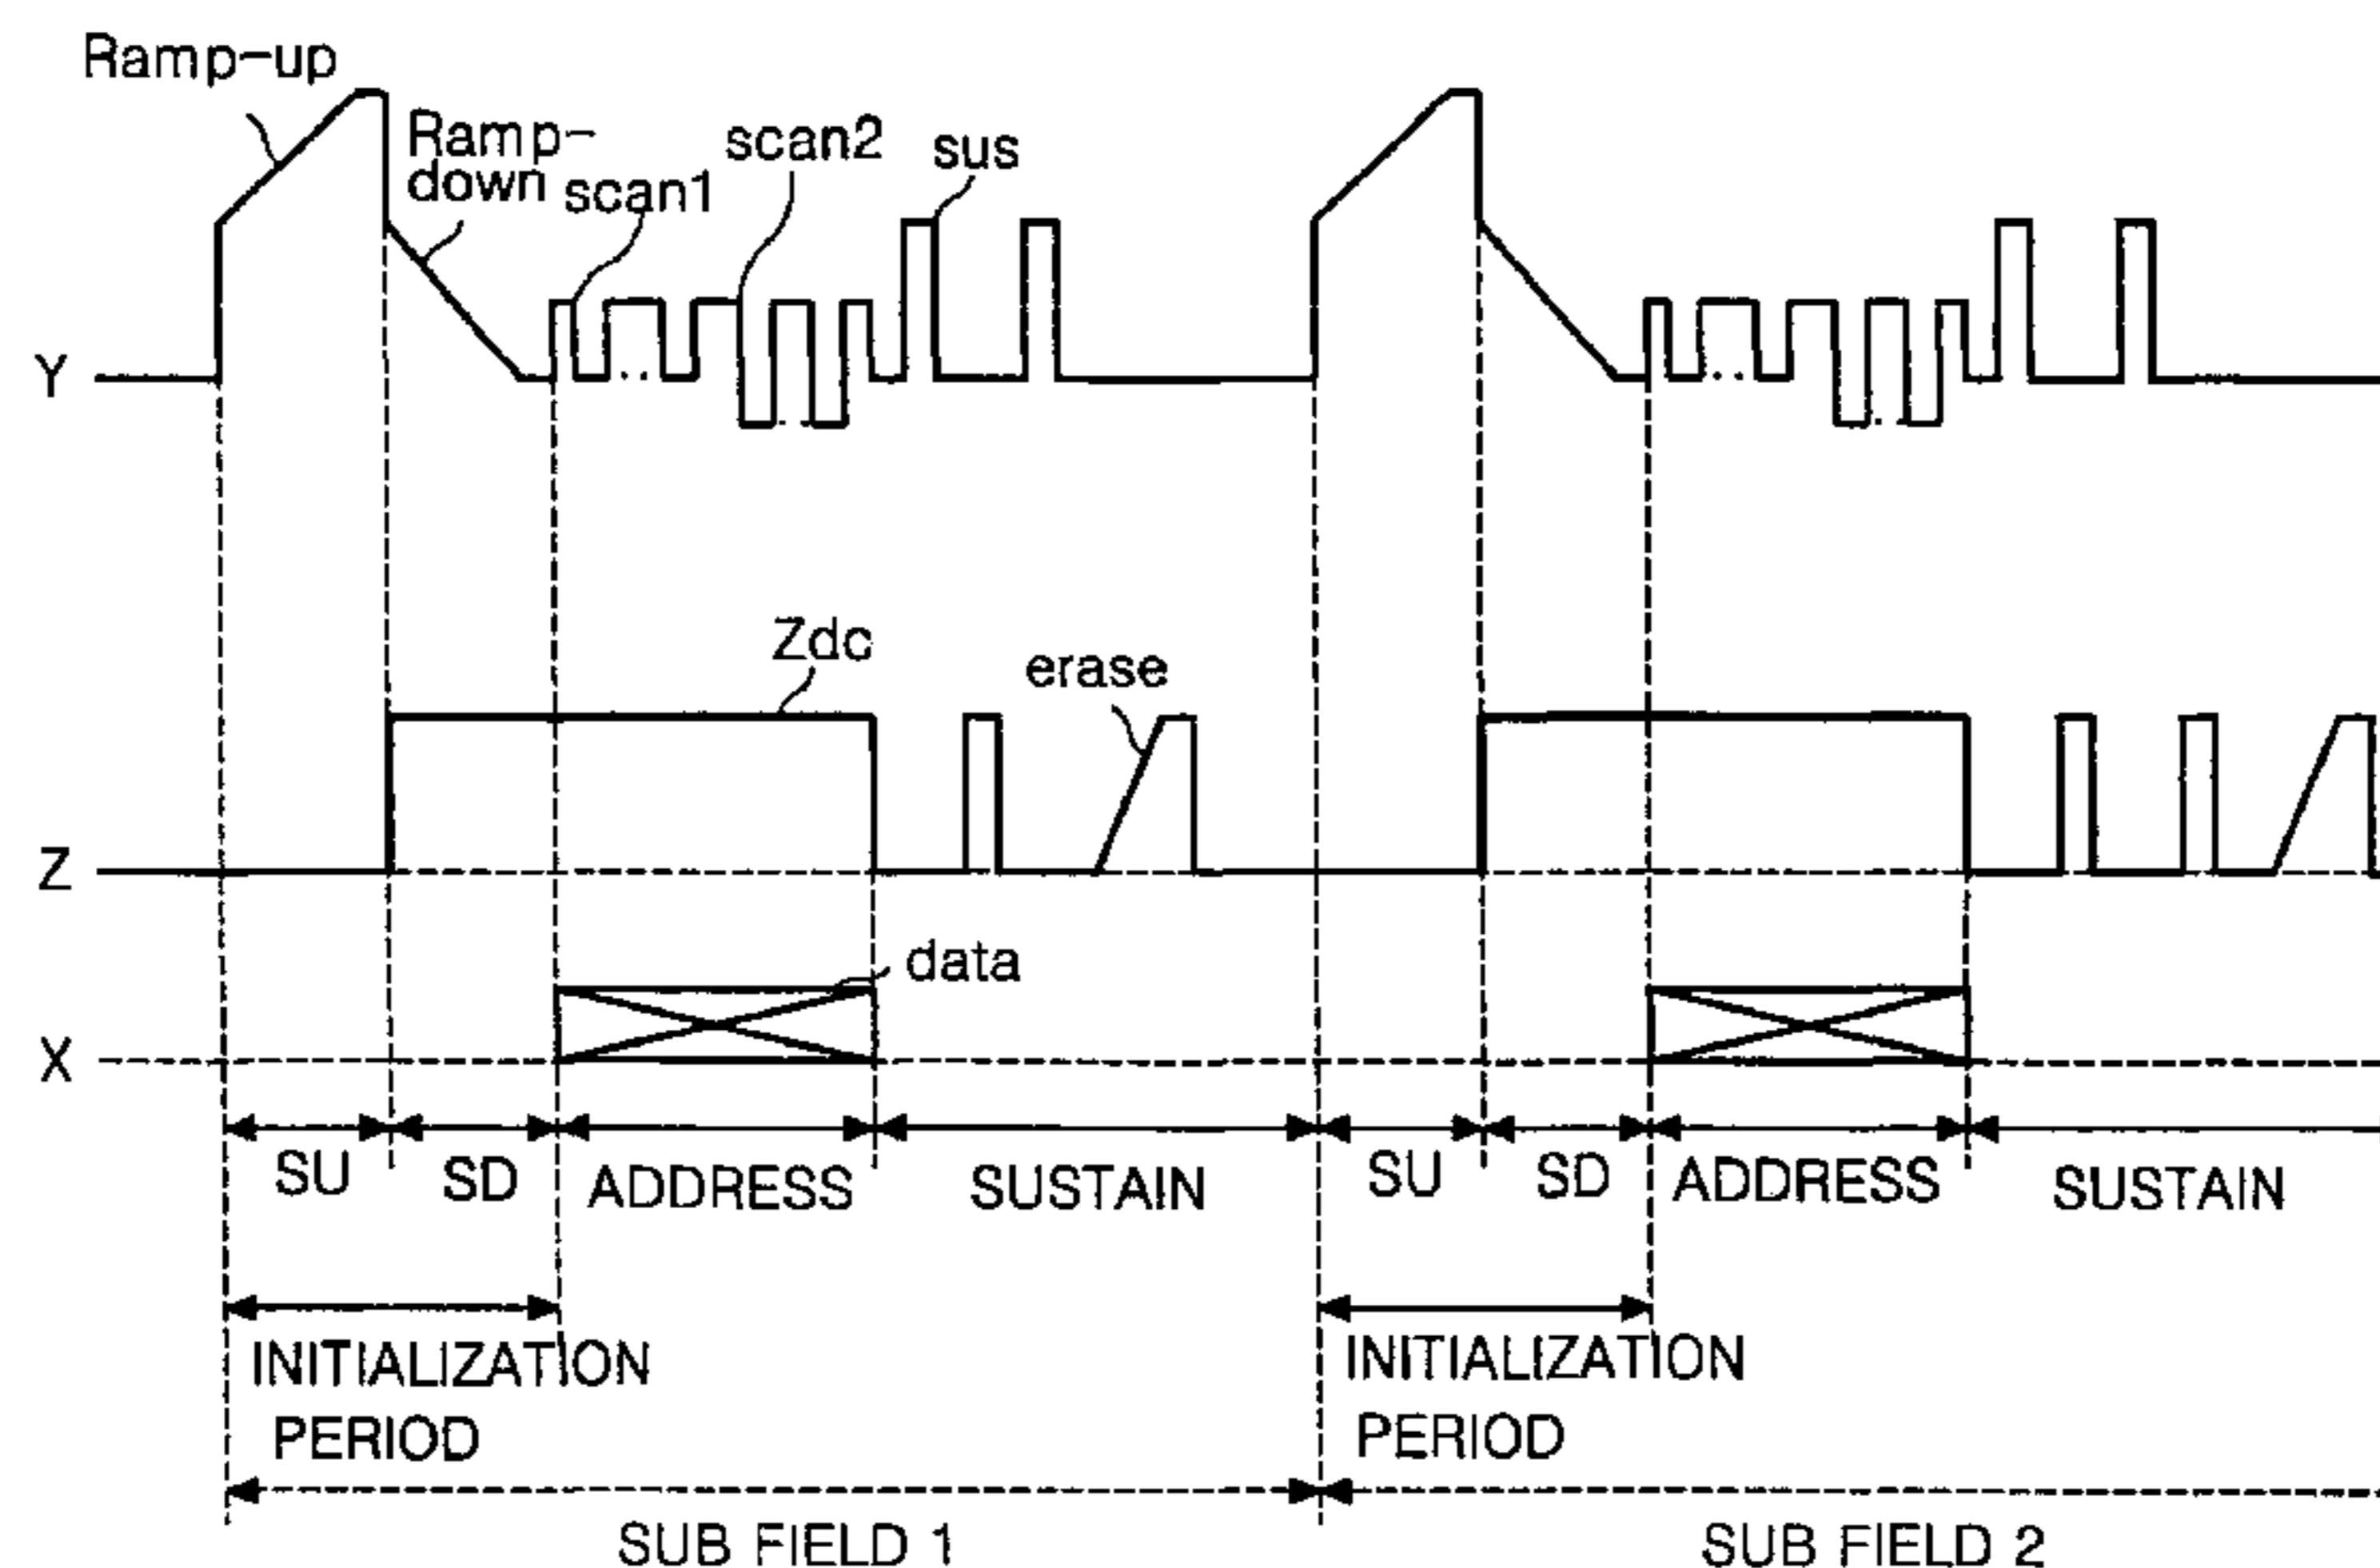 Ramp-up
Ramp-
down
scan1
scan2
sus
Y
Zdc
erase
Z
data
X
SU
SD
ADDRESS
SUSTAIN
SU
SD
ADDRESS
SUSTAIN
INITIALIZATION
PERIOD
INITIALIZATION
PERIOD
SUB FIELD 1
SUB FIELD 2